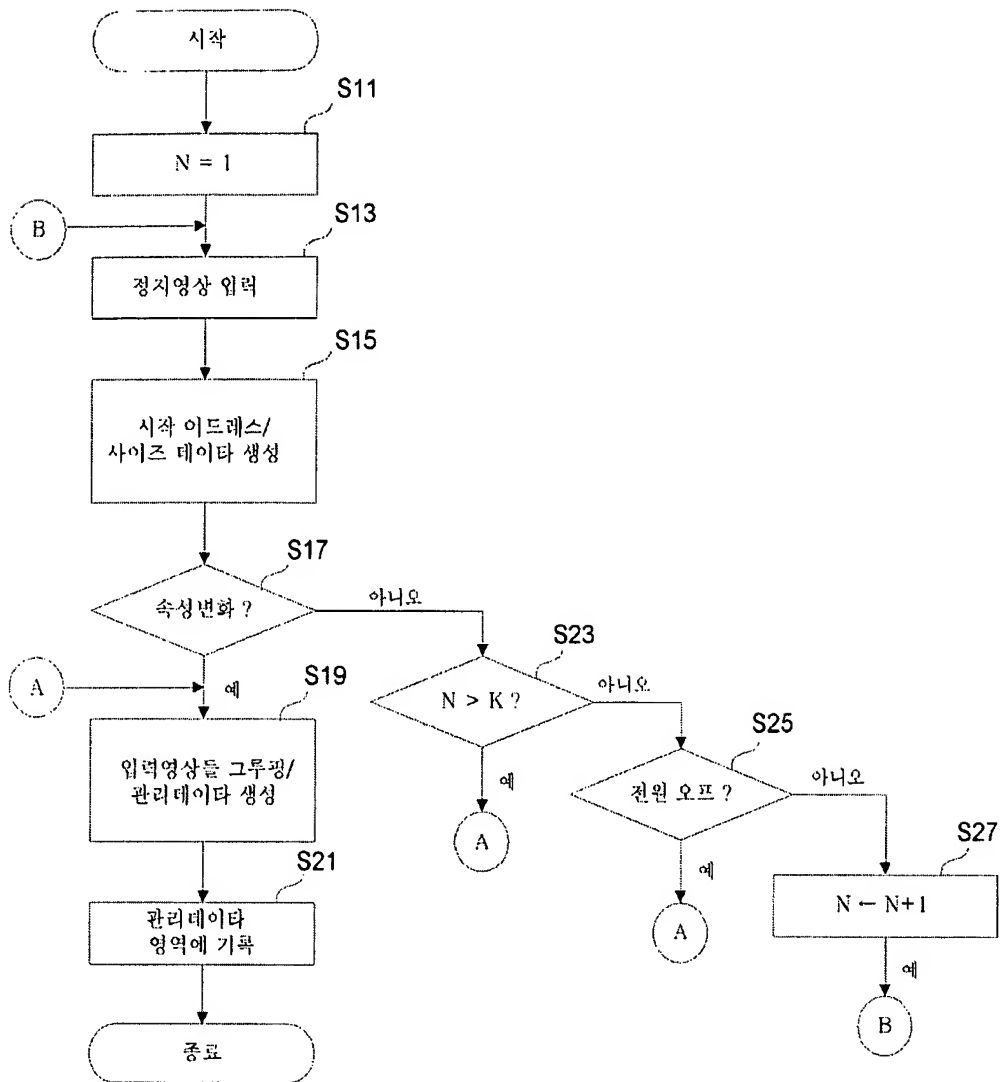 시작
S11
N = 1
B
S13
정지영상 입력
S15
시작 어드레스/
사이즈 데이타 생성
S17
속성변화 ?
아니오
A
예
S19
S23
N > K ?
아니오
입력영상들 그루핑/
관리데이타 생성
예
A
S25
전원 오프 ?
아니오
예
A
S21
관리데이타
영역에 기록
S27
N ← N+1
예
B
종료